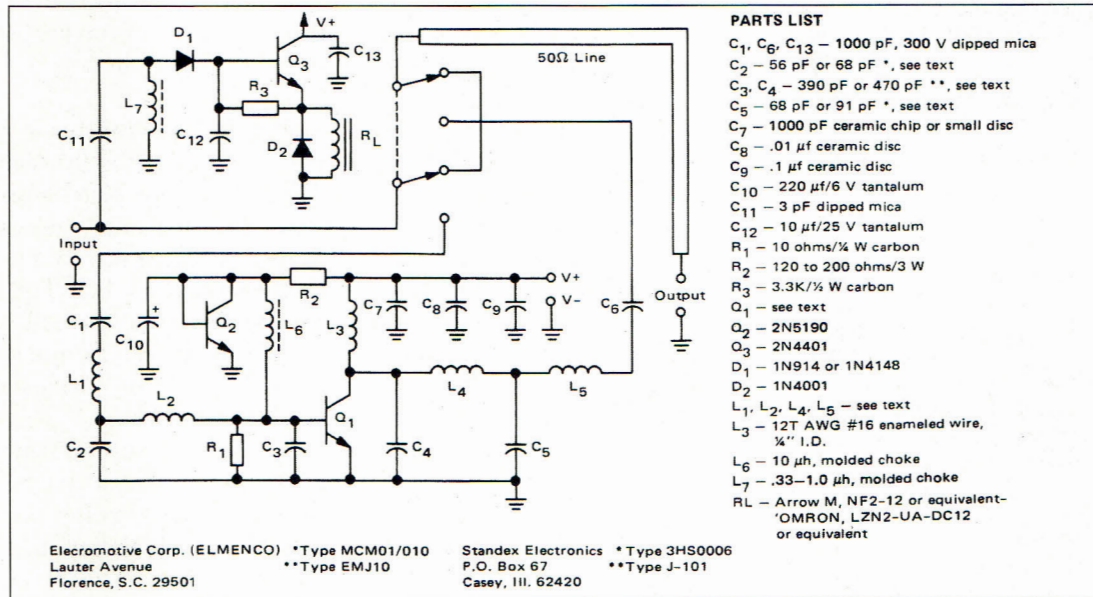 V+
D₁
Q₃
C₁₃
50Ω Line
R₃
L₇
C₁₁
C₁₂
D₂
R_L
Input
V+
V−
Output
C₁
C₁₀
+
Q₂
R₂
L₆
L₃
C₇
C₈
C₉
C₆
L₁
L₂
L₄
L₅
Q₁
C₂
R₁
C₃
C₄
C₅
PARTS LIST
C₁, C₆, C₁₃ – 1000 pF, 300 V dipped mica
C₂ – 56 pF or 68 pF *, see text
C₃, C₄ – 390 pF or 470 pF **, see text
C₅ – 68 pF or 91 pF *, see text
C₇ – 1000 pF ceramic chip or small disc
C₈ – .01 µf ceramic disc
C₉ – .1 µf ceramic disc
C₁₀ – 220 µf/6 V tantalum
C₁₁ – 3 pF dipped mica
C₁₂ – 10 µf/25 V tantalum
R₁ – 10 ohms/¼ W carbon
R₂ – 120 to 200 ohms/3 W
R₃ – 3.3K/½ W carbon
Q₁ – see text
Q₂ – 2N5190
Q₃ – 2N4401
D₁ – 1N914 or 1N4148
D₂ – 1N4001
L₁, L₂, L₄, L₅ – see text
L₃ – 12T AWG #16 enameled wire,
¼″ I.D.
L₆ – 10 µh, molded choke
L₇ – .33–1.0 µh, molded choke
RL – Arrow M, NF2-12 or equivalent–
'OMRON, LZN2-UA-DC12
or equivalent
Elecromotive Corp. (ELMENCO) *Type MCM01/010
Lauter Avenue **Type EMJ10
Florence, S.C. 29501
Standex Electronics *Type 3HS0006
P.O. Box 67 **Type J-101
Casey, Ill. 62420